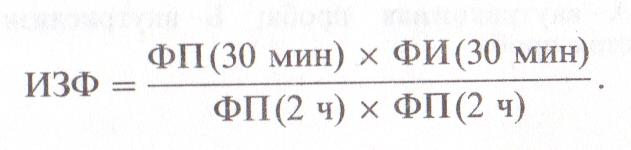 ФП(30 мин) × ФИ(30 мин)
ИЗФ =
ФП(2 ч) × ФП(2 ч) .